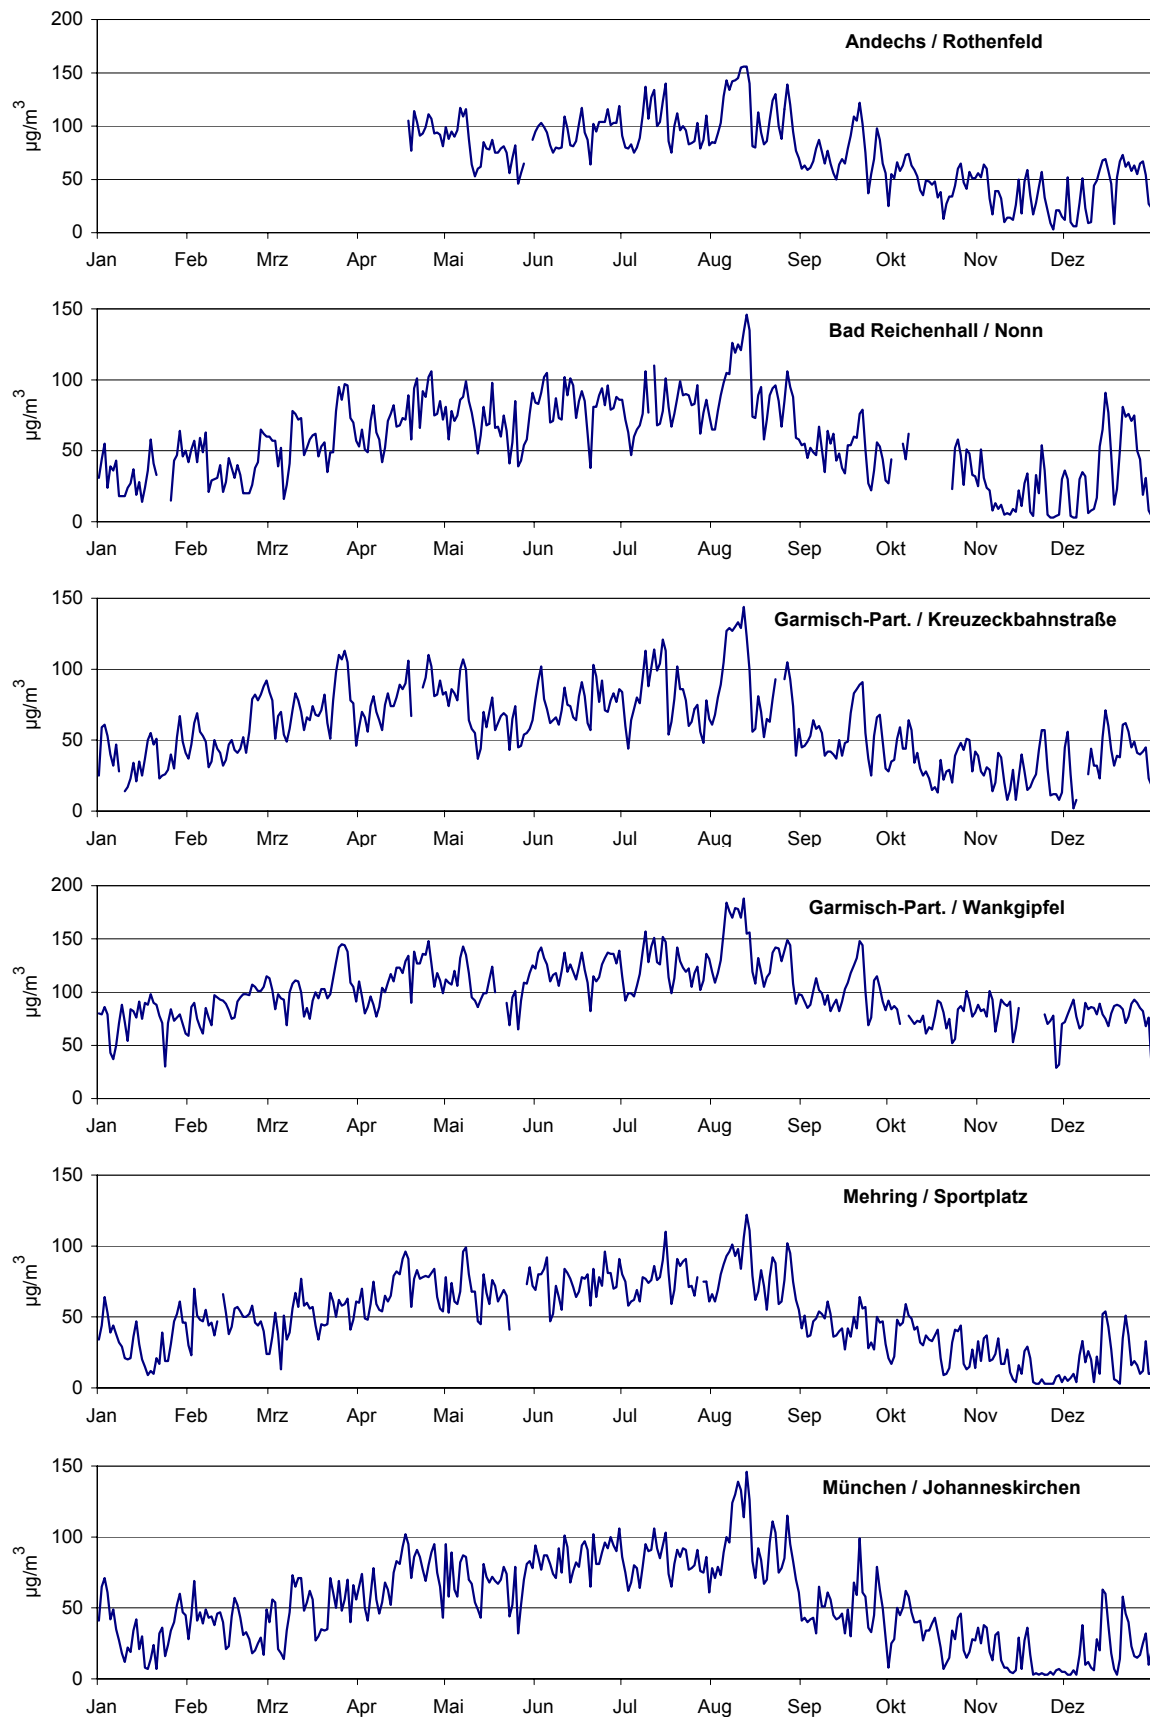 200
Andechs / Rothenfeld
150
µg/m³
100
50
0
Jan Feb Mrz Apr Mai Jun Jul Aug Sep Okt Nov Dez
150
Bad Reichenhall / Nonn
100
µg/m³
50
0
Jan Feb Mrz Apr Mai Jun Jul Aug Sep Okt Nov Dez
150
Garmisch-Part. / Kreuzeckbahnstraße
100
µg/m³
50
0
Jan Feb Mrz Apr Mai Jun Jul Aug Sep Okt Nov Dez
200
Garmisch-Part. / Wankgipfel
150
µg/m³
100
50
0
Jan Feb Mrz Apr Mai Jun Jul Aug Sep Okt Nov Dez
150
Mehring / Sportplatz
100
µg/m³
50
0
Jan Feb Mrz Apr Mai Jun Jul Aug Sep Okt Nov Dez
150
München / Johanneskirchen
100
µg/m³
50
0
Jan Feb Mrz Apr Mai Jun Jul Aug Sep Okt Nov Dez